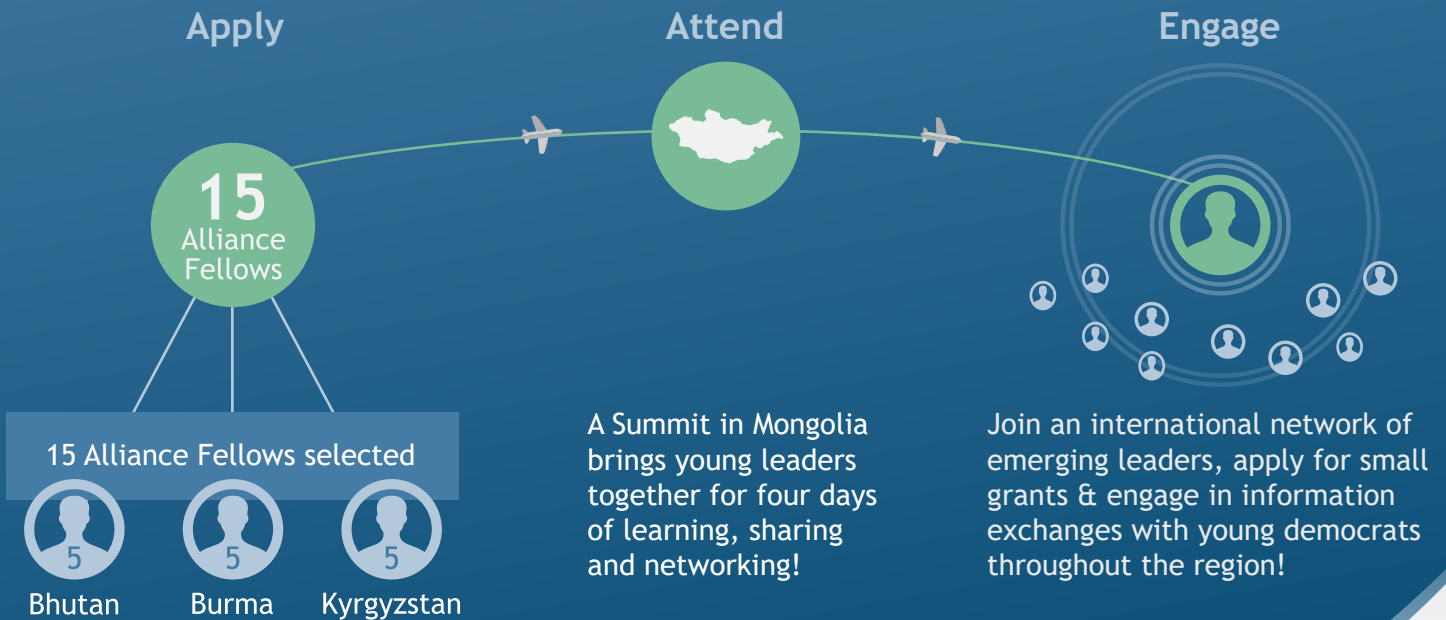 Apply
Attend
Engage
15
Alliance
Fellows
15 Alliance Fellows selected
5
5
5
Bhutan
Burma
Kyrgyzstan
A Summit in Mongolia
brings young leaders
together for four days
of learning, sharing
and networking!
Join an international network of
emerging leaders, apply for small
grants & engage in information
exchanges with young democrats
throughout the region!